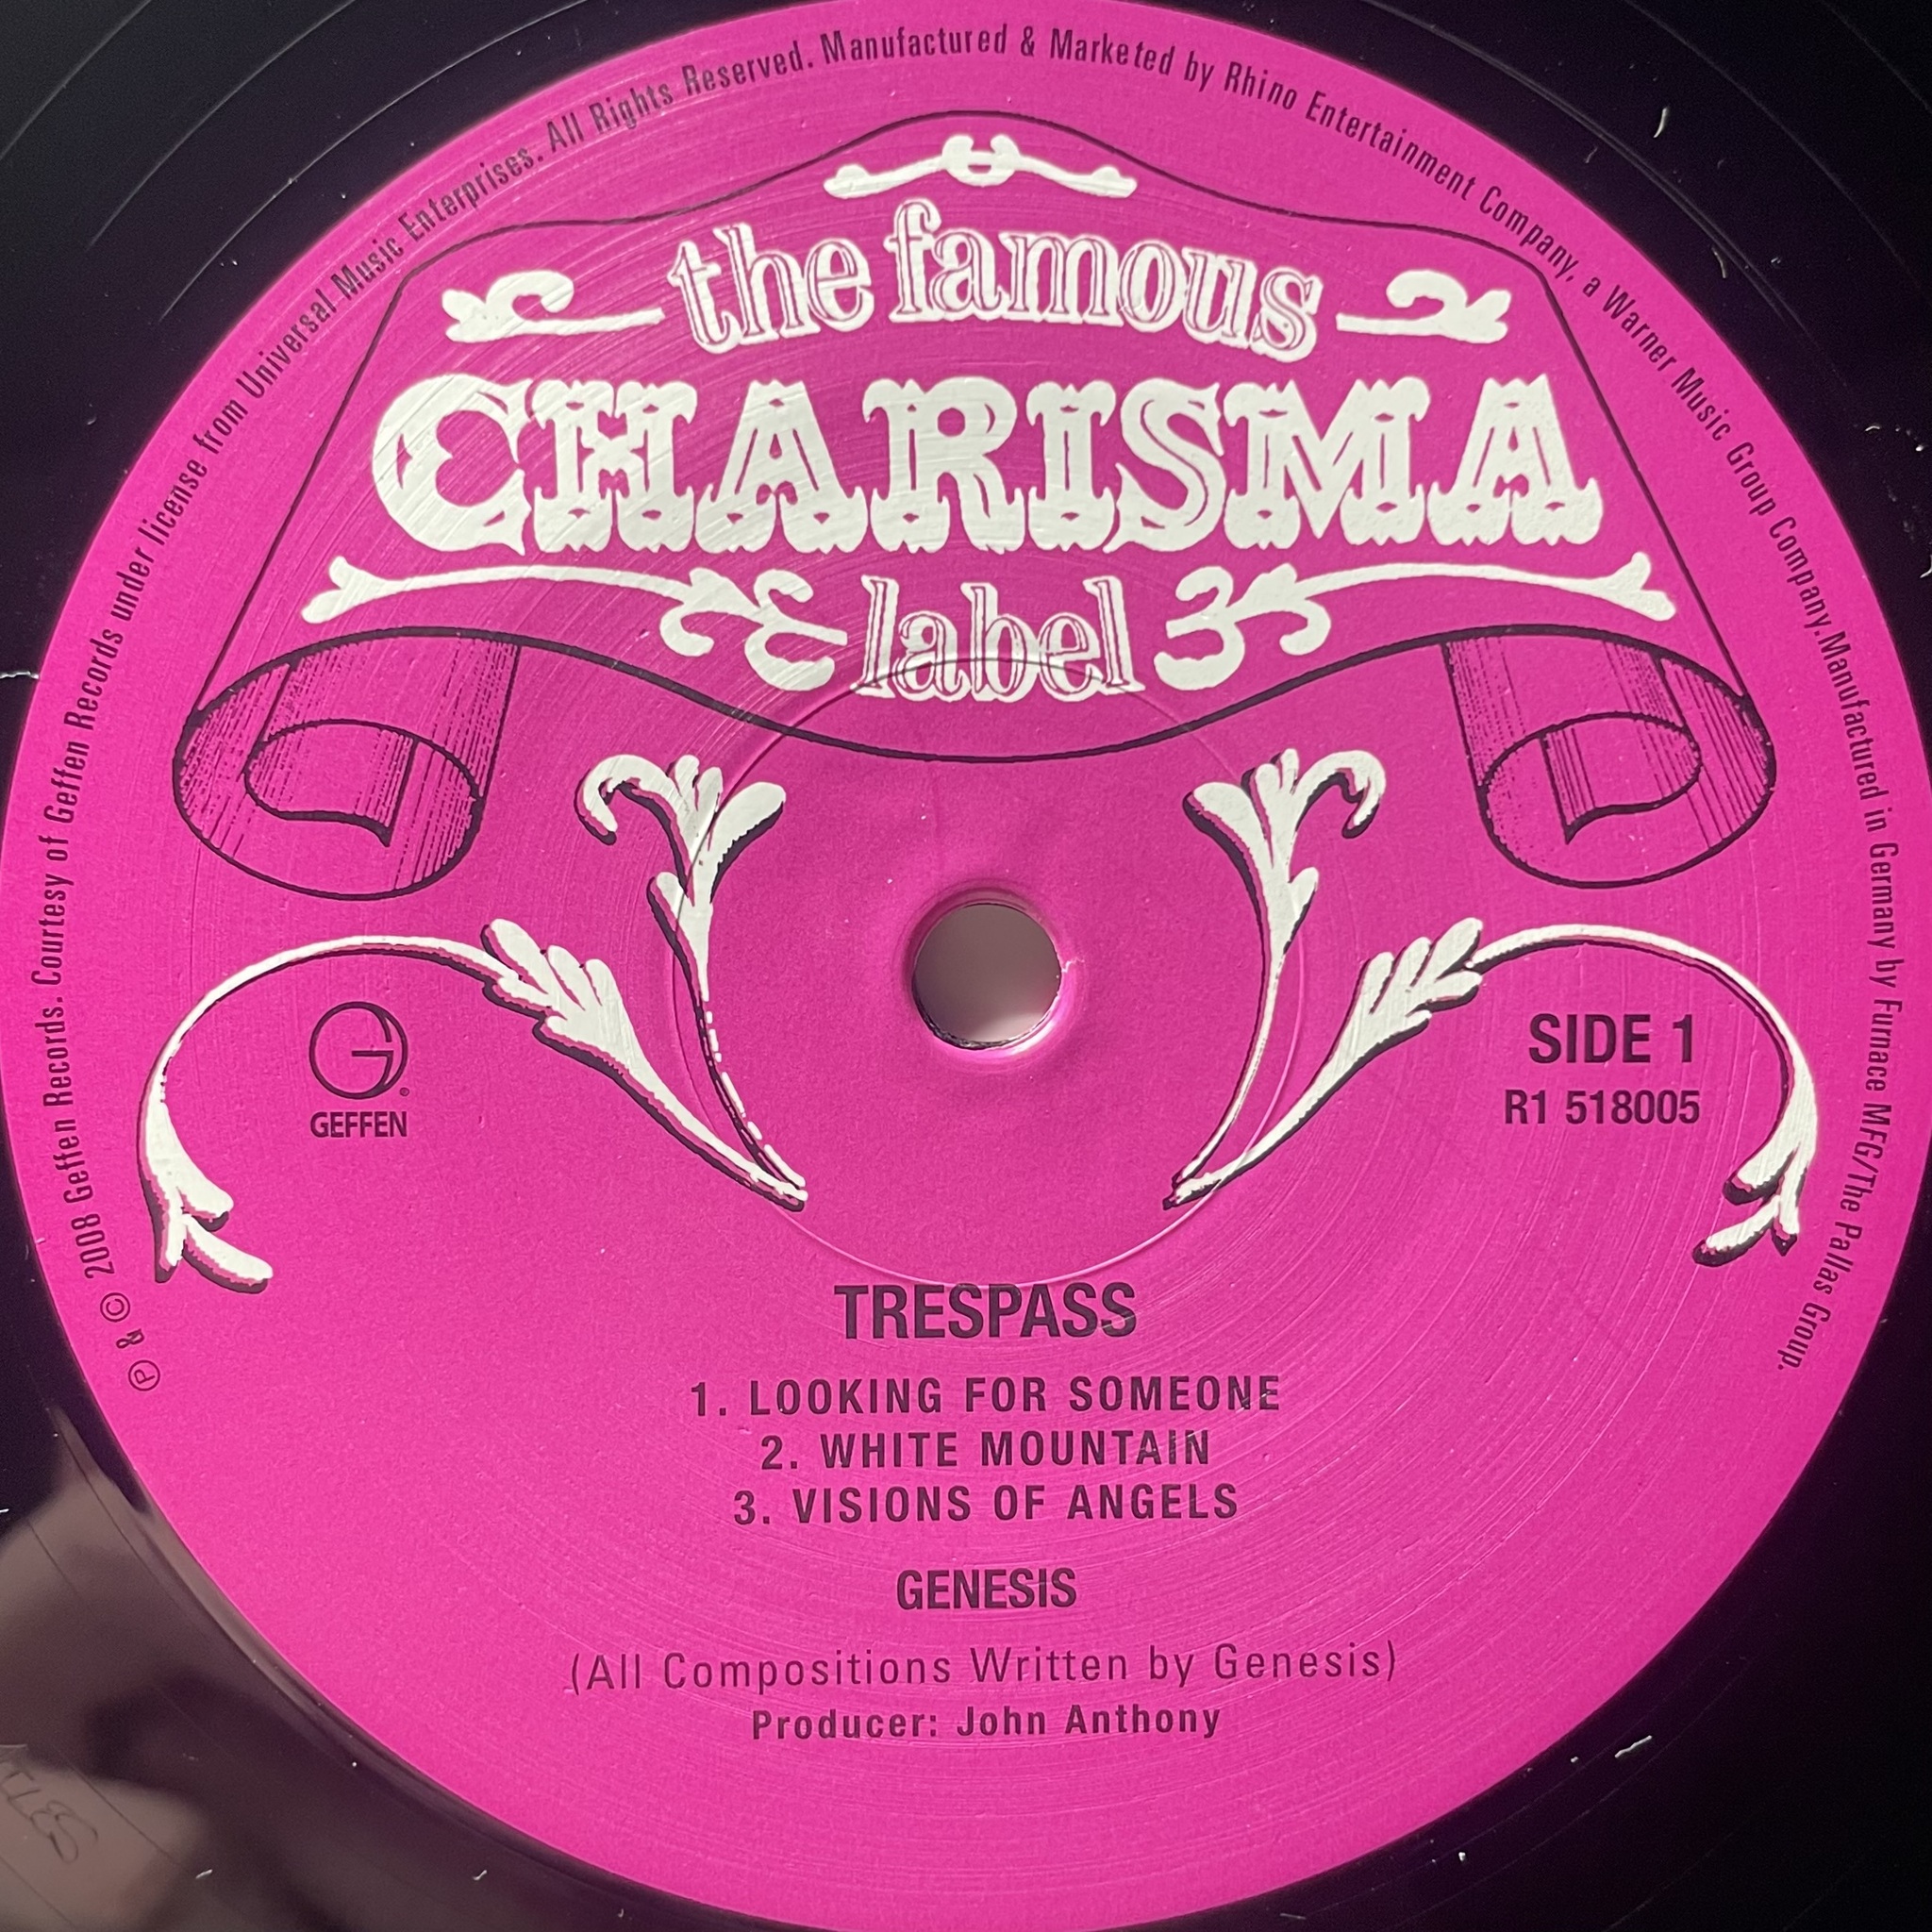 ℗ & © 2008 Geffen Records. Courtesy of Geffen Records under license from Universal Music Enterprises. All Rights Reserved. Manufactured & Marketed by Rhino Entertainment Company, a Warner Music Group Company. Manufactured in Germany by Furnace MFG/The Pallas Group.
the famous
CHARISMA
label
GEFFEN
SIDE 1
R1 518005
TRESPASS
1. LOOKING FOR SOMEONE
2. WHITE MOUNTAIN
3. VISIONS OF ANGELS
GENESIS
(All Compositions Written by Genesis)
Producer: John Anthony